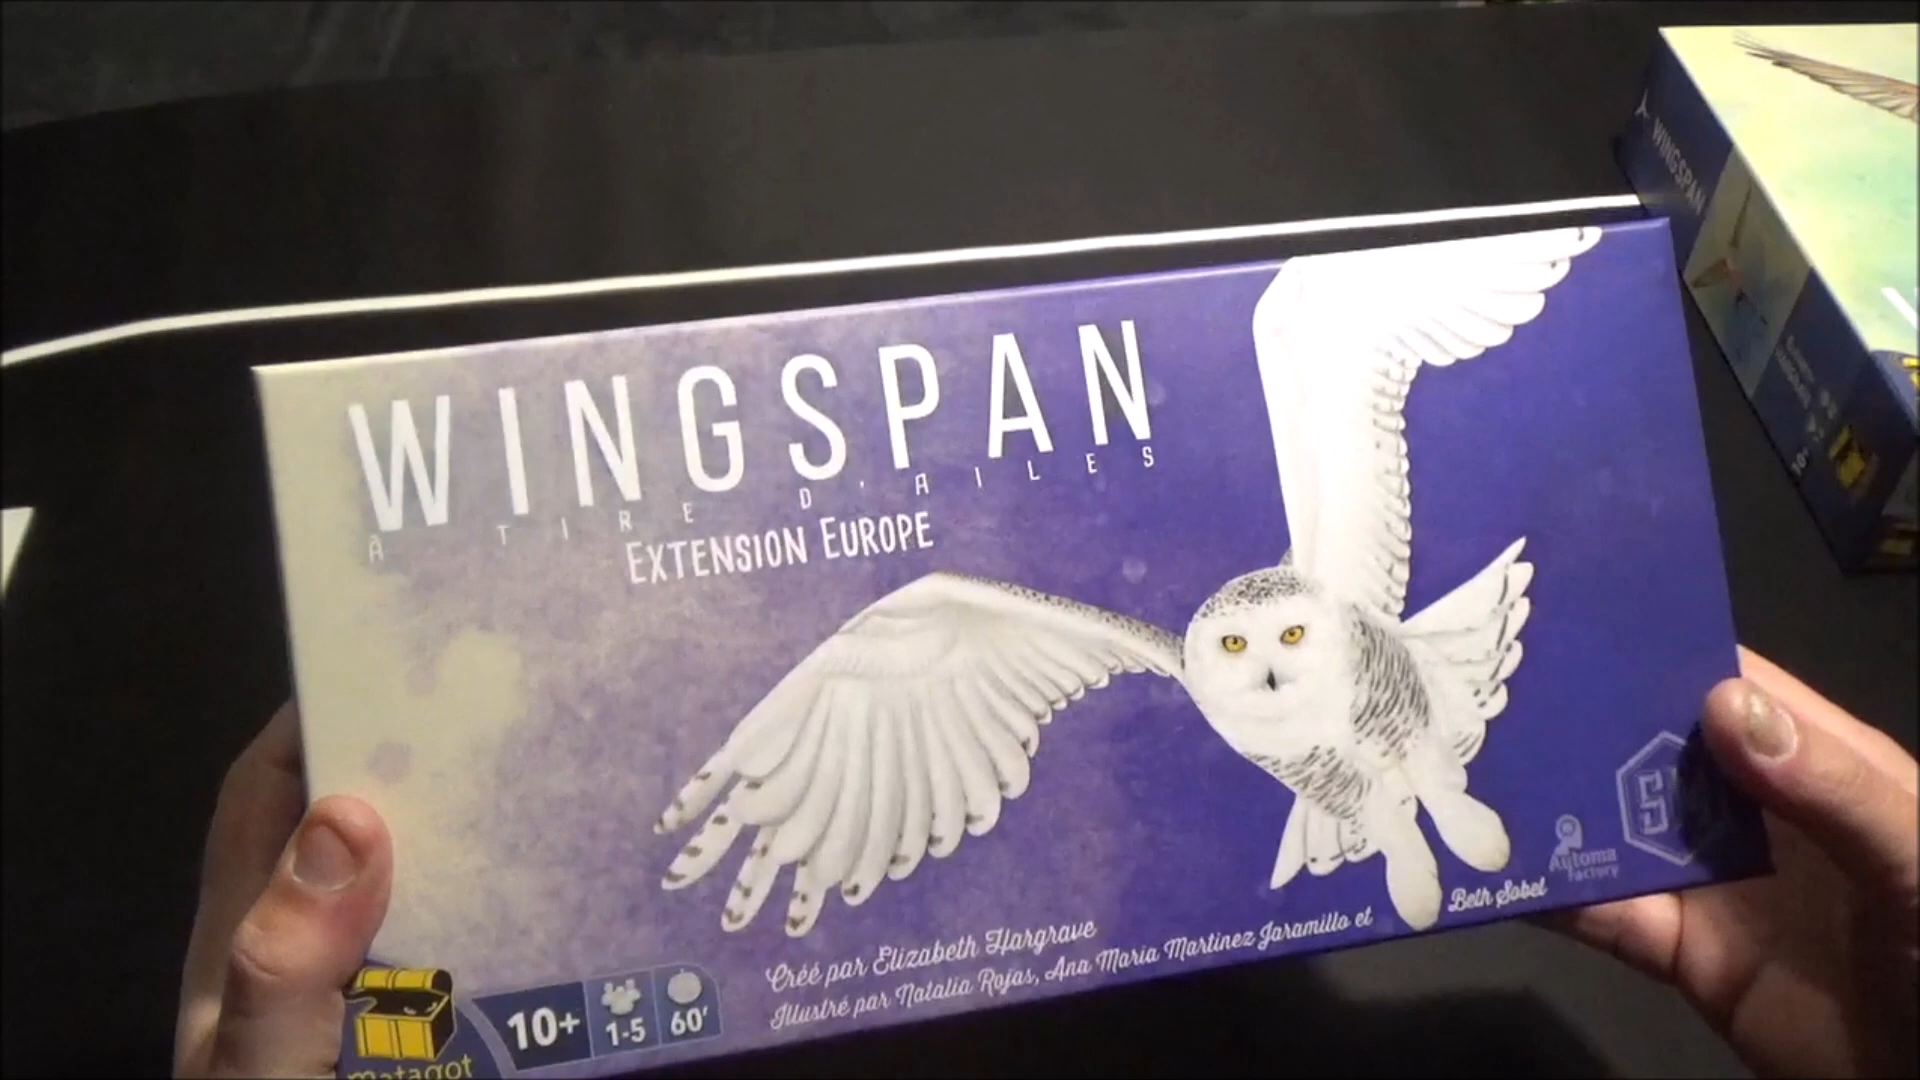 WINGSPAN
A TIRE D'AILES
EXTENSION EUROPE
Créé par Elizabeth Hargrave
Illustré par Natalia Rojas, Ana Maria Martinez Jaramillo et Beth Sobel
Automa
Factory
10+
1-5
60'
matagot
WINGSPAN
10+